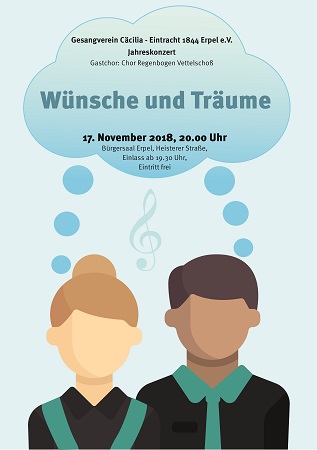 Gesangverein Cäcilia - Eintracht 1844 Erpel e.V.
Jahreskonzert
Gastchor: Chor Regenbogen Vettelschoß
Wünsche und Träume
17. November 2018, 20.00 Uhr
Bürgersaal Erpel, Heisterer Straße,
Einlass ab 19.30 Uhr,
Eintritt frei